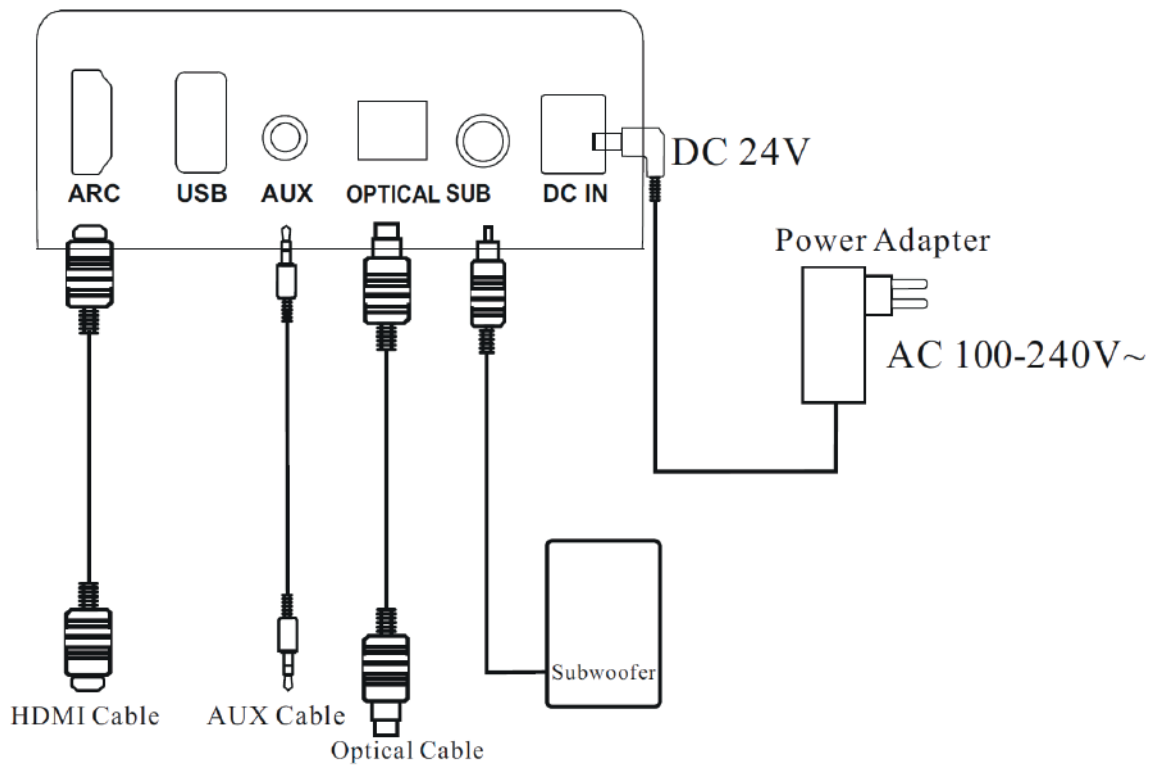 DC 24V
ARC USB AUX OPTICAL SUB DC IN
Power Adapter
AC 100-240V~
Subwoofer
HDMI Cable AUX Cable
Optical Cable